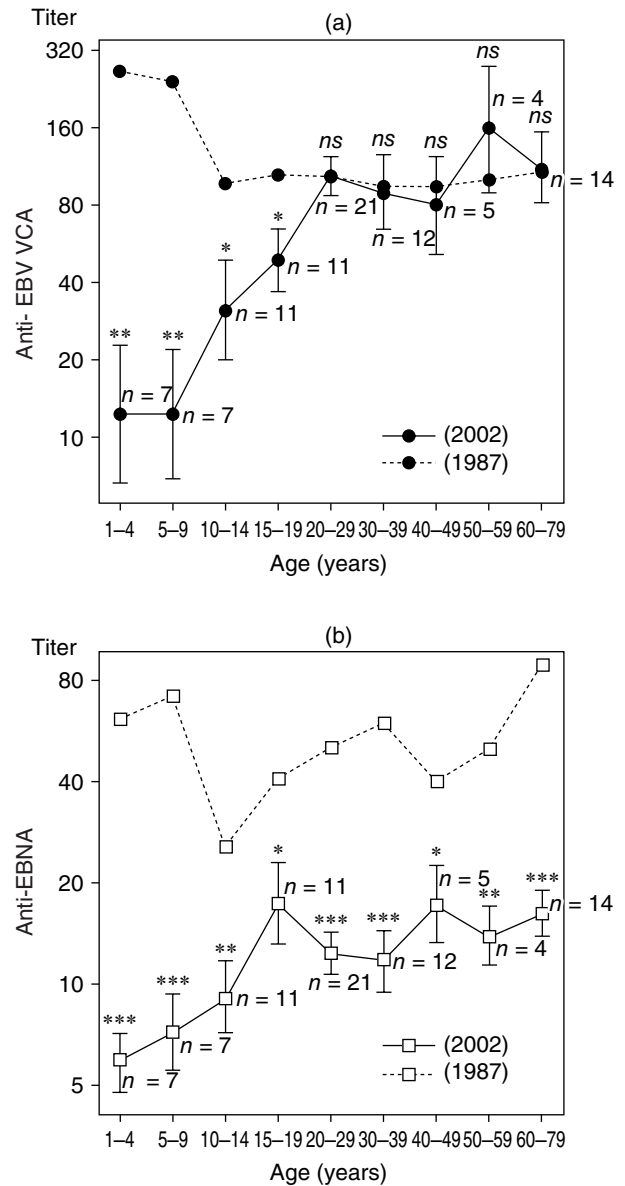 Titer
(a)
320
160
80
40
20
10
Anti- EBV VCA
**
**
*
*
ns
ns
ns
ns
ns
n = 7
n = 7
n = 11
n = 11
n = 21
n = 12
n = 5
n = 4
n = 14
(2002)
(1987)
1–4 5–9 10–14 15–19 20–29 30–39 40–49 50–59 60–79
Age (years)
Titer
(b)
80
40
20
10
5
Anti-EBNA
***
***
**
*
***
***
*
**
***
n = 7
n = 7
n = 11
n = 11
n = 21
n = 12
n = 5
n = 4
n = 14
(2002)
(1987)
1–4 5–9 10–14 15–19 20–29 30–39 40–49 50–59 60–79
Age (years)